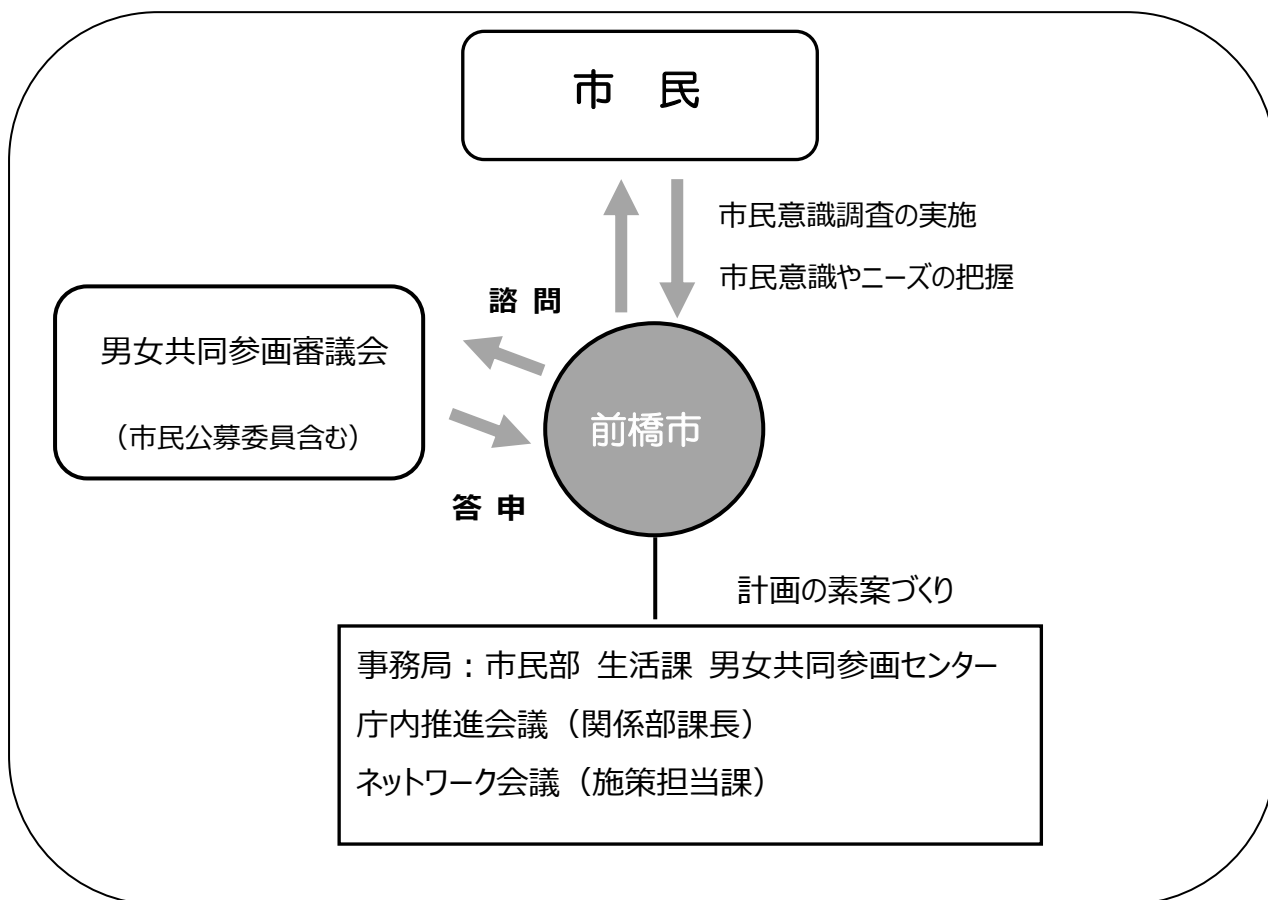 市 民
市民意識調査の実施
市民意識やニーズの把握
諮 問
男女共同参画審議会
（市民公募委員含む）
前橋市
答 申
計画の素案づくり
事務局：市民部 生活課 男女共同参画センター
庁内推進会議（関係部課長）
ネットワーク会議（施策担当課）